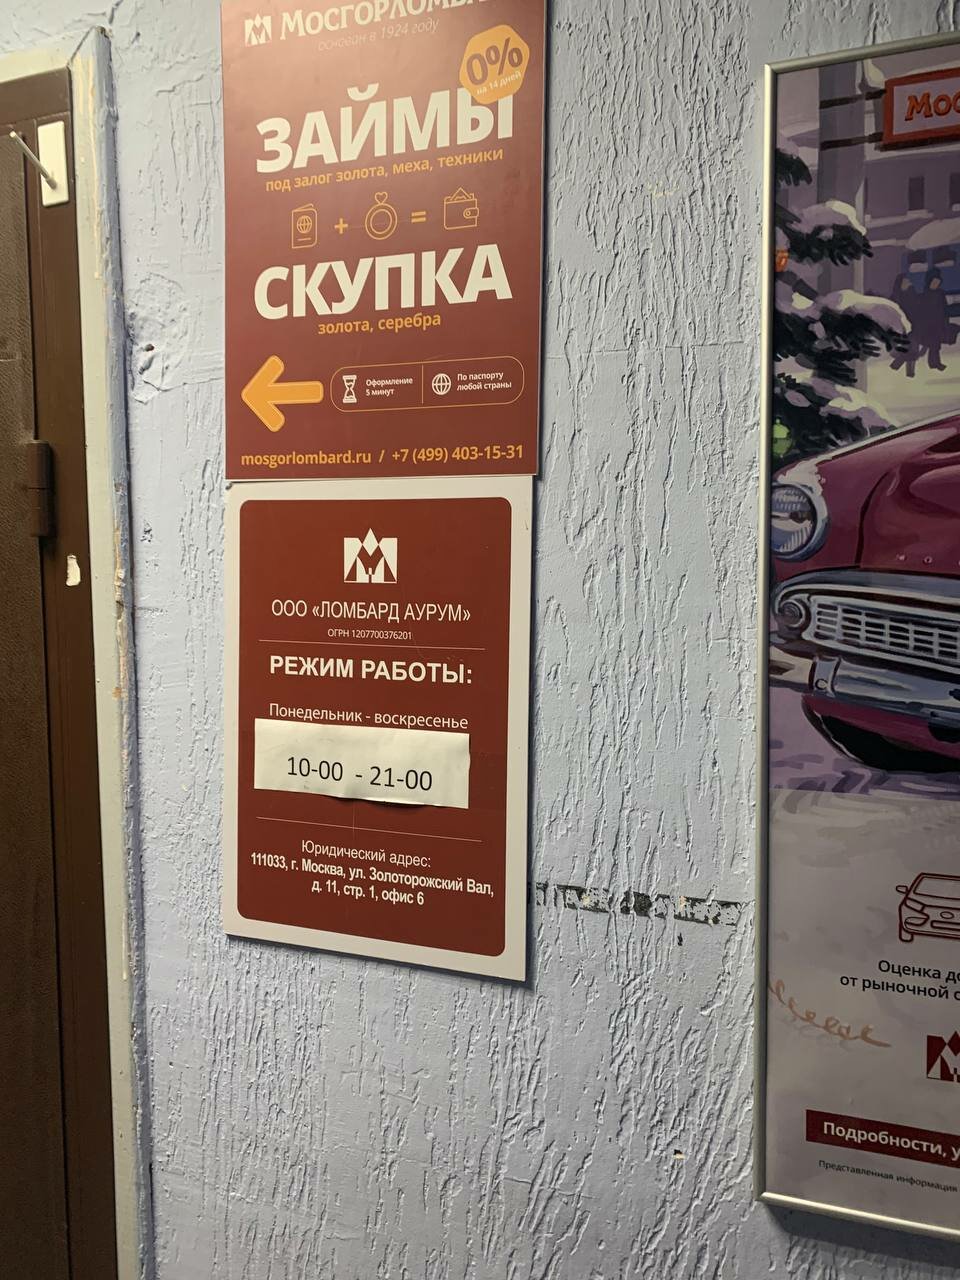 МОСГОРЛОМБАРД
основан в 1924 году
0%
на 14 дней
ЗАЙМЫ
под залог золота, меха, техники
+ =
СКУПКА
золота, серебра
Оформление
5 минут
По паспорту
любой страны
mosgorlombard.ru / +7 (499) 403-15-31
ООО «ЛОМБАРД АУРУМ»
ОГРН 1207700376201
РЕЖИМ РАБОТЫ:
Понедельник - воскресенье
10-00 - 21-00
Юридический адрес:
111033, г. Москва, ул. Золоторожский Вал,
д. 11, стр. 1, офис 6
Мос
Оценка до
от рыночной с
Подробности, у
Представленная информация